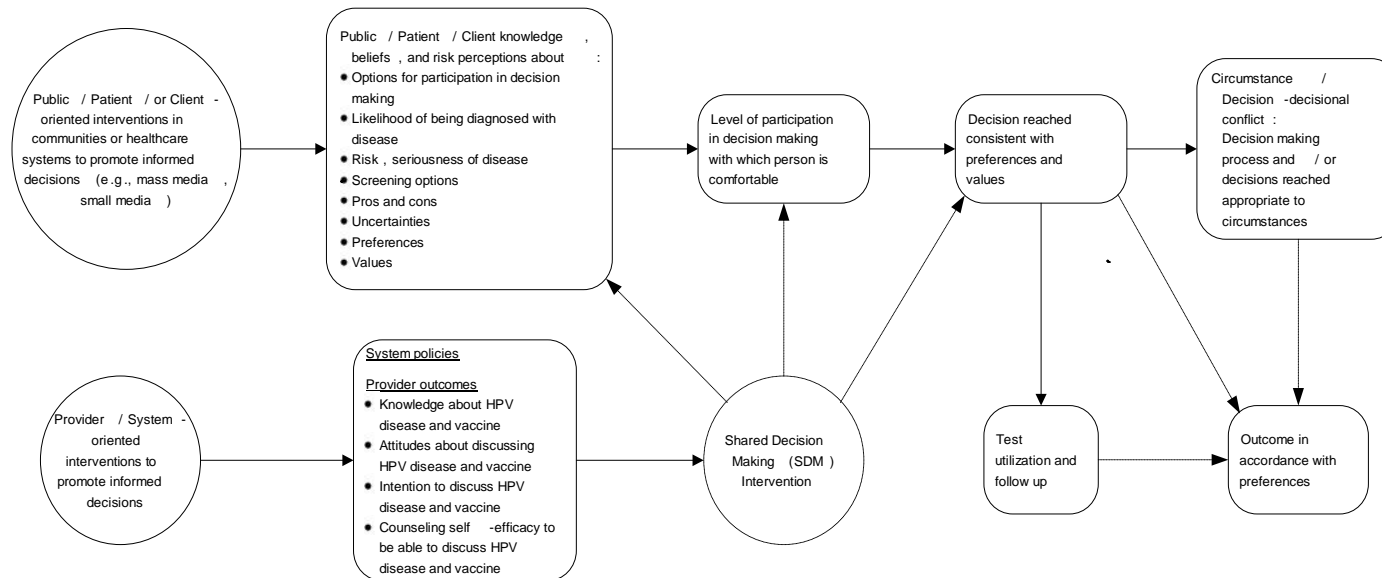 Public / Patient / or Client -
oriented interventions in
communities or healthcare
systems to promote informed
decisions (e.g., mass media ,
small media )
Public / Patient / Client knowledge ,
beliefs , and risk perceptions about :
● Options for participation in decision
making
● Likelihood of being diagnosed with
disease
● Risk , seriousness of disease
● Screening options
● Pros and cons
● Uncertainties
● Preferences
● Values
Level of participation
in decision making
with which person is
comfortable
Decision reached
consistent with
preferences and
values
Circumstance /
Decision -decisional
conflict :
Decision making
process and / or
decisions reached
appropriate to
circumstances
Provider / System -
oriented
interventions to
promote informed
decisions
System policies
Provider outcomes
● Knowledge about HPV
disease and vaccine
● Attitudes about discussing
HPV disease and vaccine
● Intention to discuss HPV
disease and vaccine
● Counseling self -efficacy to
be able to discuss HPV
disease and vaccine
Shared Decision
Making (SDM )
Intervention
Test
utilization and
follow up
Outcome in
accordance with
preferences